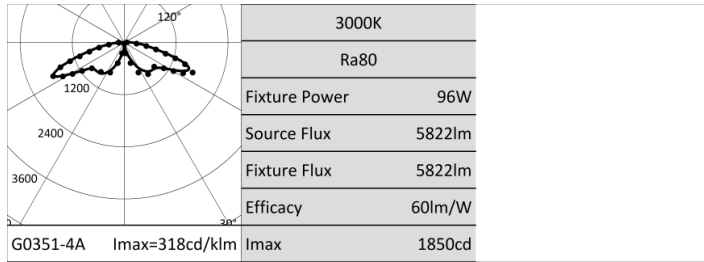 120°
1200
2400
3600
30°
G0351-4A Imax=318cd/klm
3000K
Ra80
Fixture Power 96W
Source Flux 5822lm
Fixture Flux 5822lm
Efficacy 60lm/W
Imax 1850cd